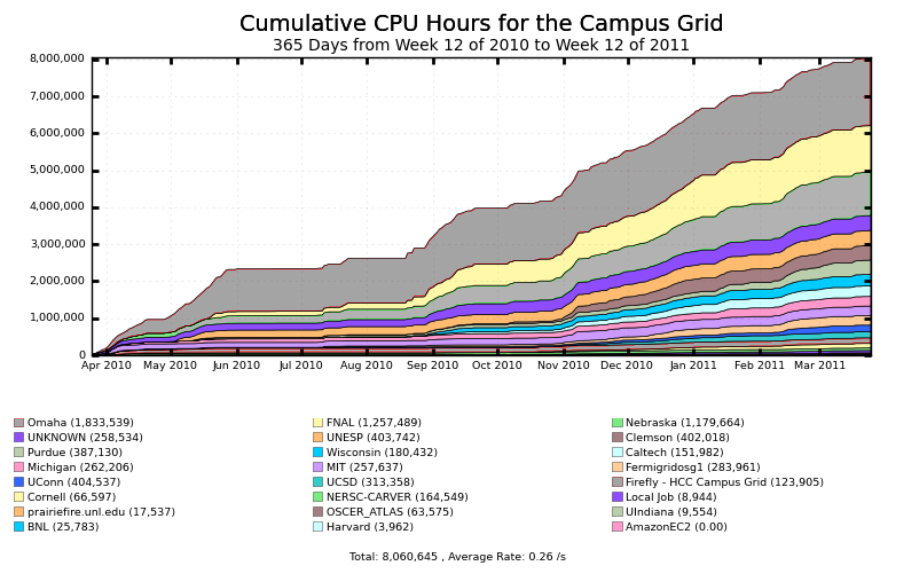 Cumulative CPU Hours for the Campus Grid
365 Days from Week 12 of 2010 to Week 12 of 2011
8,000,000
7,000,000
6,000,000
5,000,000
4,000,000
3,000,000
2,000,000
1,000,000
0
Apr 2010 May 2010 Jun 2010 Jul 2010 Aug 2010 Sep 2010 Oct 2010 Nov 2010 Dec 2010 Jan 2011 Feb 2011 Mar 2011
Omaha (1,833,539) FNAL (1,257,489) Nebraska (1,179,664)
UNKNOWN (258,534) UNESP (403,742) Clemson (402,018)
Purdue (387,130) Wisconsin (180,432) Caltech (151,982)
Michigan (262,206) MIT (257,637) Fermigridosg1 (283,961)
UConn (404,537) UCSD (313,358) Firefly - HCC Campus Grid (123,905)
Cornell (66,597) NERSC-CARVER (164,549) Local Job (8,944)
prairiefire.unl.edu (17,537) OSCER_ATLAS (63,575) UIndiana (9,554)
BNL (25,783) Harvard (3,962) AmazonEC2 (0.00)
Total: 8,060,645 , Average Rate: 0.26 /s